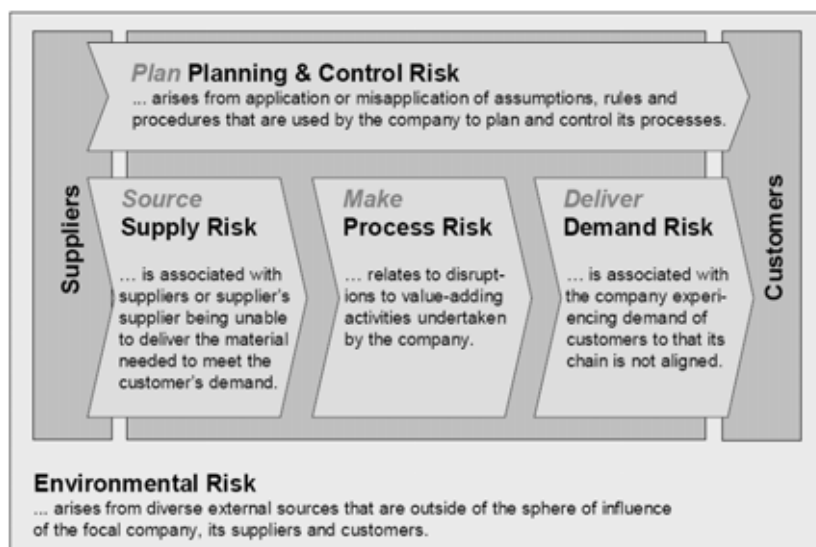 Plan Planning & Control Risk
... arises from application or misapplication of assumptions, rules and
procedures that are used by the company to plan and control its processes.
Suppliers
Source
Supply Risk
... is associated with
suppliers or supplier's
supplier being unable
to deliver the material
needed to meet the
customer's demand.
Make
Process Risk
... relates to disrupt-
ions to value-adding
activities undertaken
by the company.
Deliver
Demand Risk
... is associated with
the company experi-
encing demand of
customers to that its
chain is not aligned.
Customers
Environmental Risk
... arises from diverse external sources that are outside of the sphere of influence
of the focal company, its suppliers and customers.